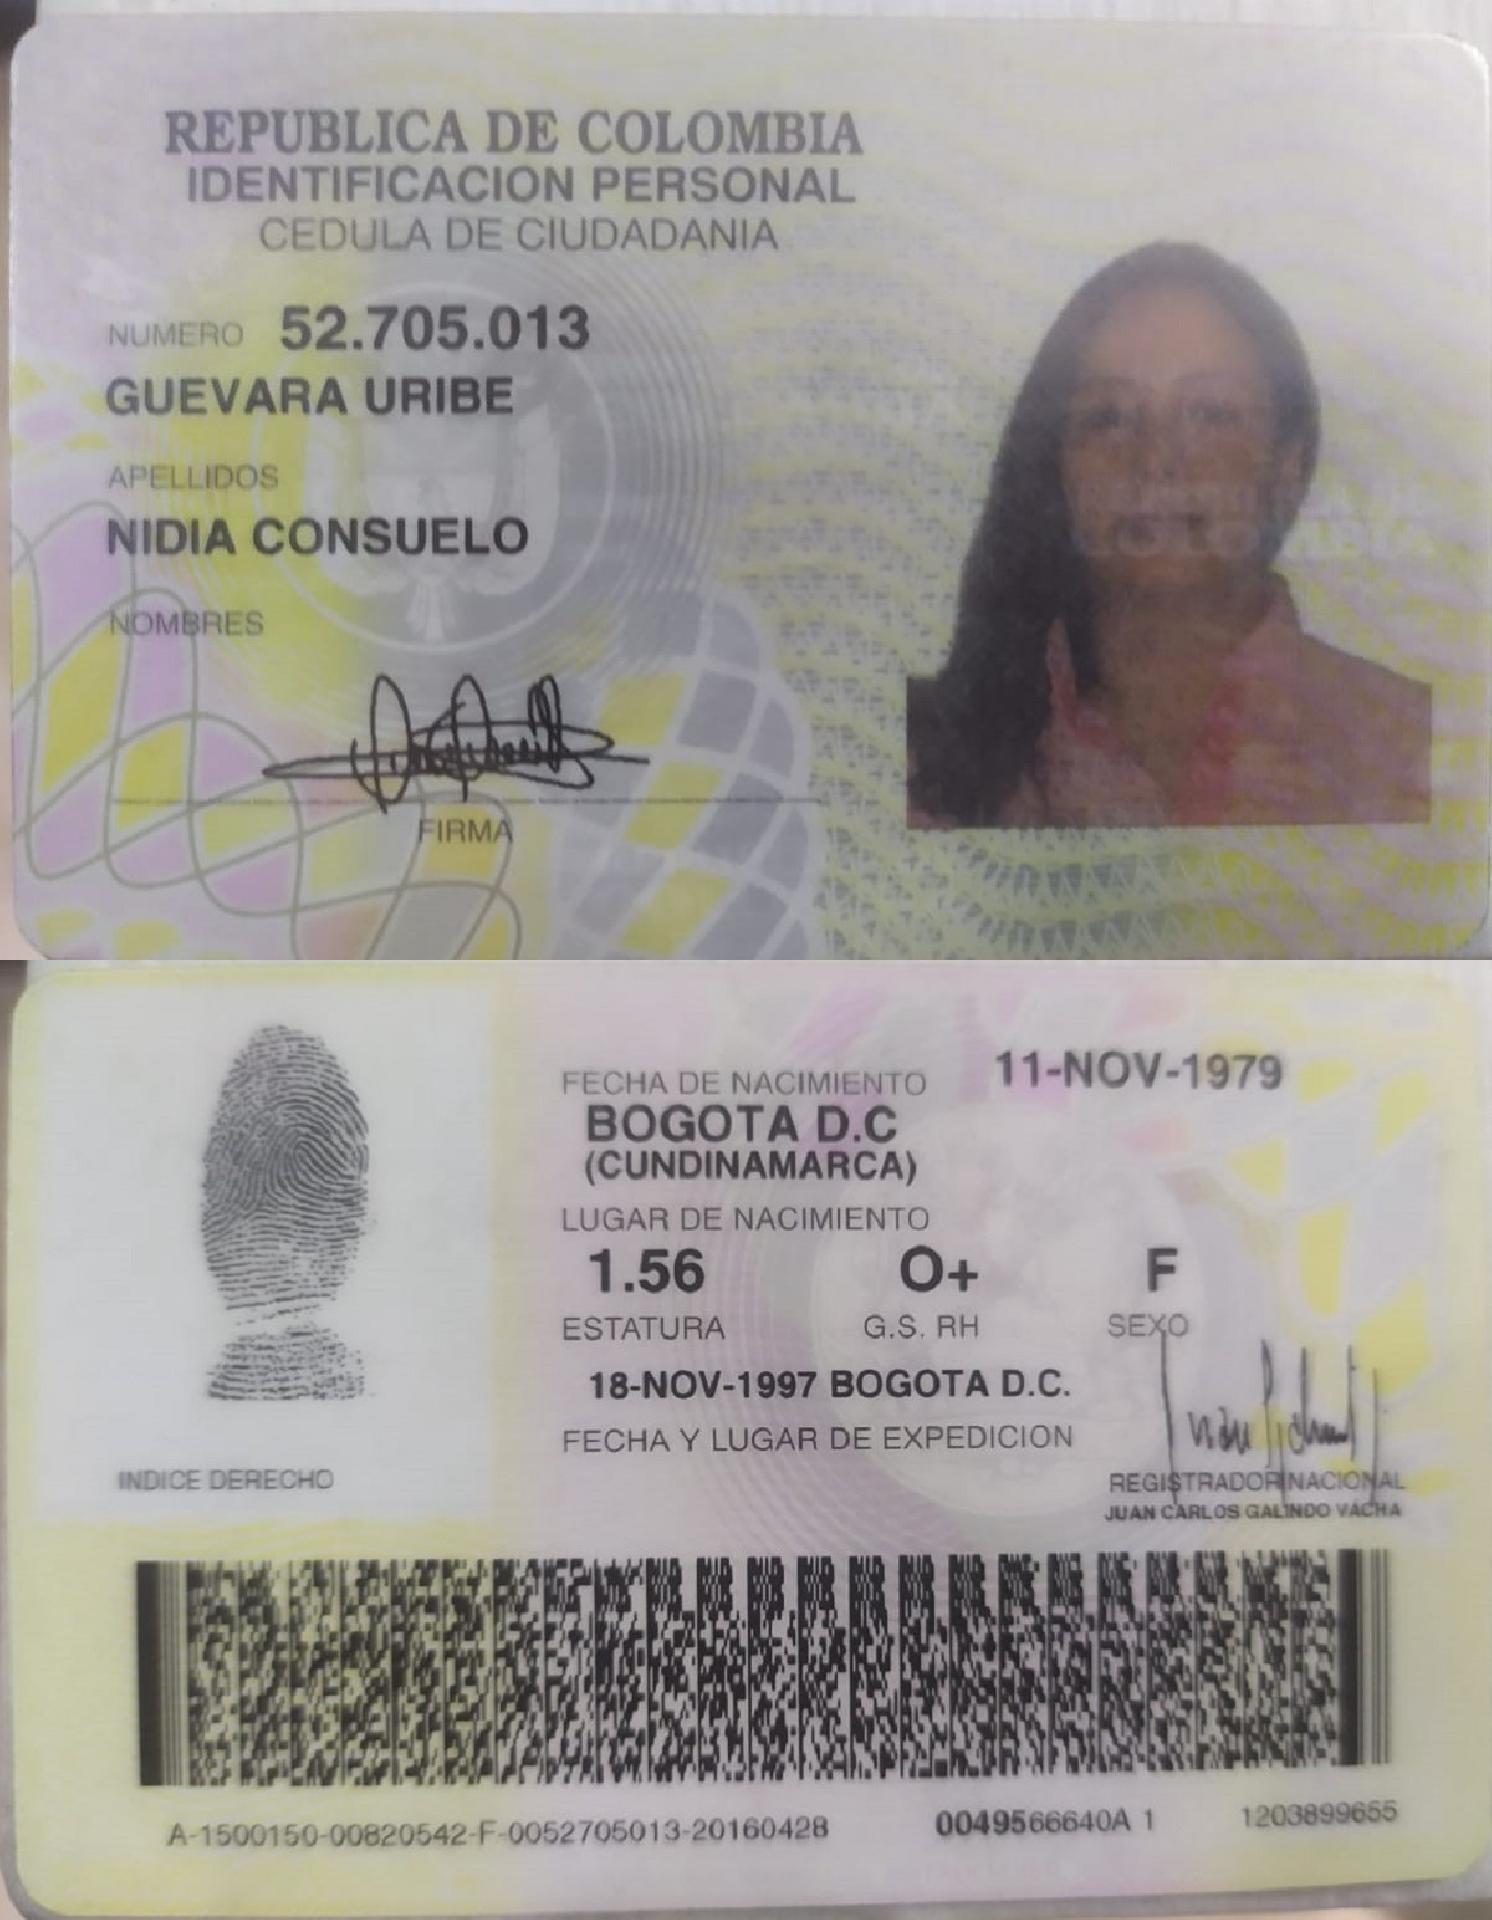 REPUBLICA DE COLOMBIA
IDENTIFICACION PERSONAL
CEDULA DE CIUDADANIA
NUMERO 52.705.013
GUEVARA URIBE
APELLIDOS
NIDIA CONSUELO
NOMBRES
FIRMA
FECHA DE NACIMIENTO 11-NOV-1979
BOGOTA D.C
(CUNDINAMARCA)
LUGAR DE NACIMIENTO
1.56 O+ F
ESTATURA G.S. RH SEXO
18-NOV-1997 BOGOTA D.C.
FECHA Y LUGAR DE EXPEDICION
INDICE DERECHO
REGISTRADOR NACIONAL
JUAN CARLOS GALINDO VACHA
A-1500150-00820542-F-0052705013-20160428 0049566640A 1 1203899655